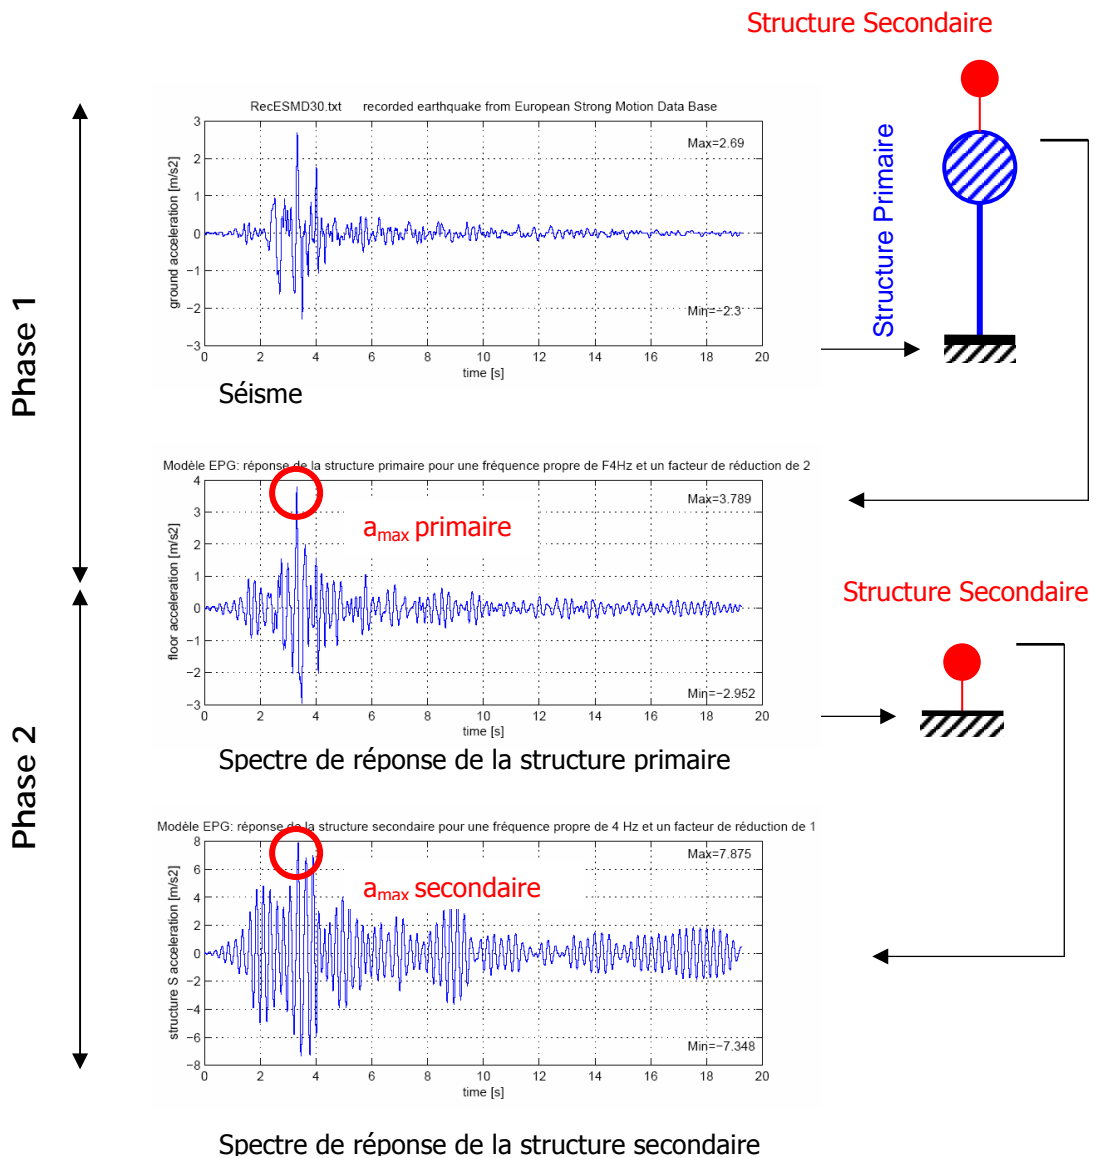 Structure Secondaire
Phase 1
RecESMD30.txt recorded earthquake from European Strong Motion Data Base
ground acceleration [m/s2]
3
2
1
0
−1
−2
−3
Max=2.69
Min=−2.3
0 2 4 6 8 10 12 14 16 18 20
time [s]
Séisme
Structure Primaire
Modèle EPG: réponse de la structure primaire pour une fréquence propre de F4Hz et un facteur de réduction de 2
floor acceleration [m/s2]
4
3
2
1
0
−1
−2
−3
Max=3.789
a_max primaire
Min=−2.952
0 2 4 6 8 10 12 14 16 18 20
time [s]
Spectre de réponse de la structure primaire
Structure Secondaire
Phase 2
Modèle EPG: réponse de la structure secondaire pour une fréquence propre de 4 Hz et un facteur de réduction de 1
structure S acceleration [m/s2]
8
6
4
2
0
−2
−4
−6
−8
Max=7.875
a_max secondaire
Min=−7.348
0 2 4 6 8 10 12 14 16 18 20
time [s]
Spectre de réponse de la structure secondaire